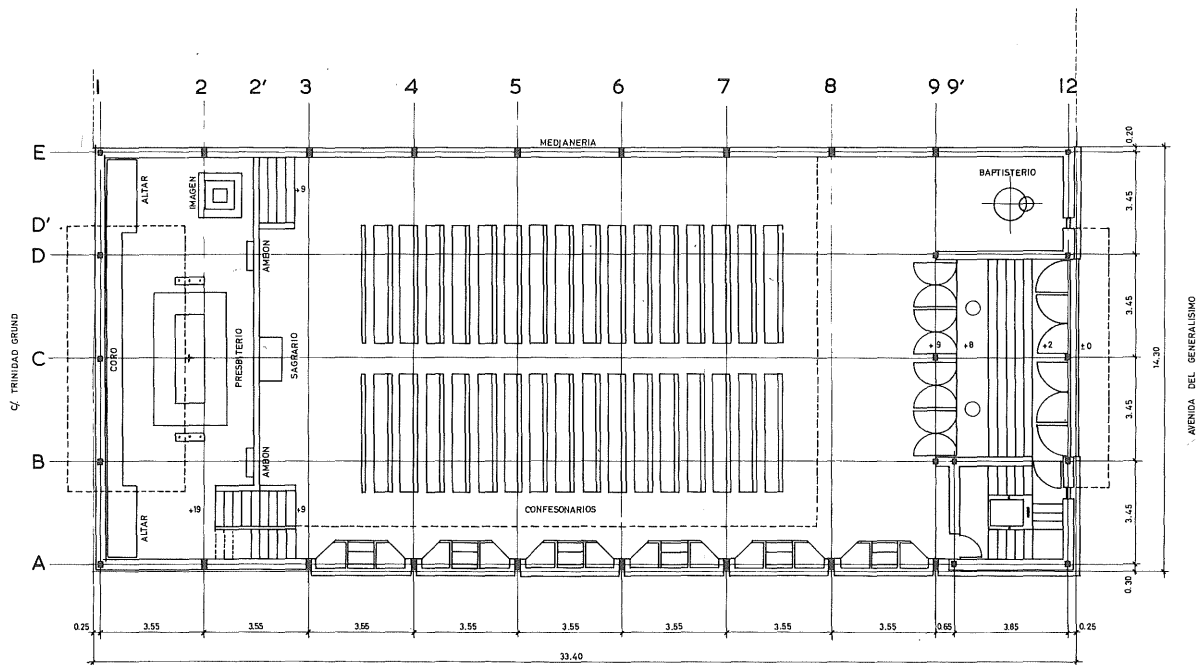 1 2 2' 3 4 5 6 7 8 9 9' 12
E
D'
D
C
B
A
MEDIANERIA
C/. TRINIDAD GRUND
ALTAR
IMAGEN
+9
AMBON
CORO
PRESBITERIO
SAGRARIO
AMBON
ALTAR
+19
+9
CONFESONARIOS
BAPTISTERIO
+9
+8
+2
±0
0.20
3.45
3.45
3.45
3.45
0.30
14.30
AVENIDA DEL GENERALISIMO
0.25 3.55 3.55 3.55 3.55 3.55 3.55 3.55 3.55 0.65 3.85 0.25
33.40